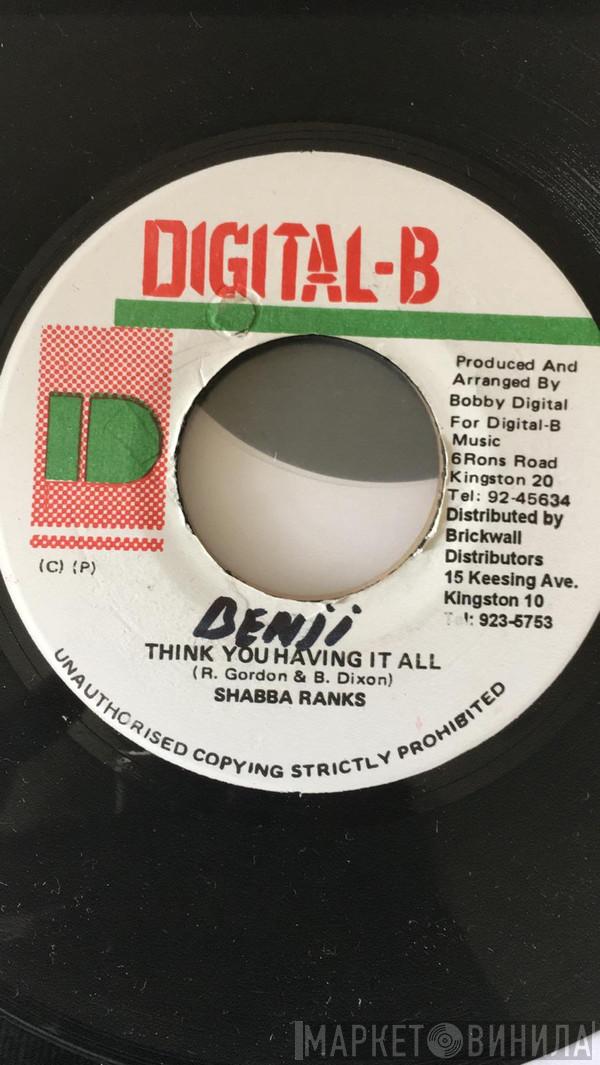 DIGITAL-B
Produced And
Arranged By
Bobby Digital
For Digital-B
Music
6Rons Road
Kingston 20
Tel: 92-45634
Distributed by
Brickwall
Distributors
15 Keesing Ave.
Kingston 10
Tel: 923-5753
D
(C) (P)
BENJi
THINK YOU HAVING IT ALL
(R. Gordon & B. Dixon)
SHABBA RANKS
UNAUTHORISED COPYING STRICTLY PROHIBITED
МАРКЕТ ВИНИЛА